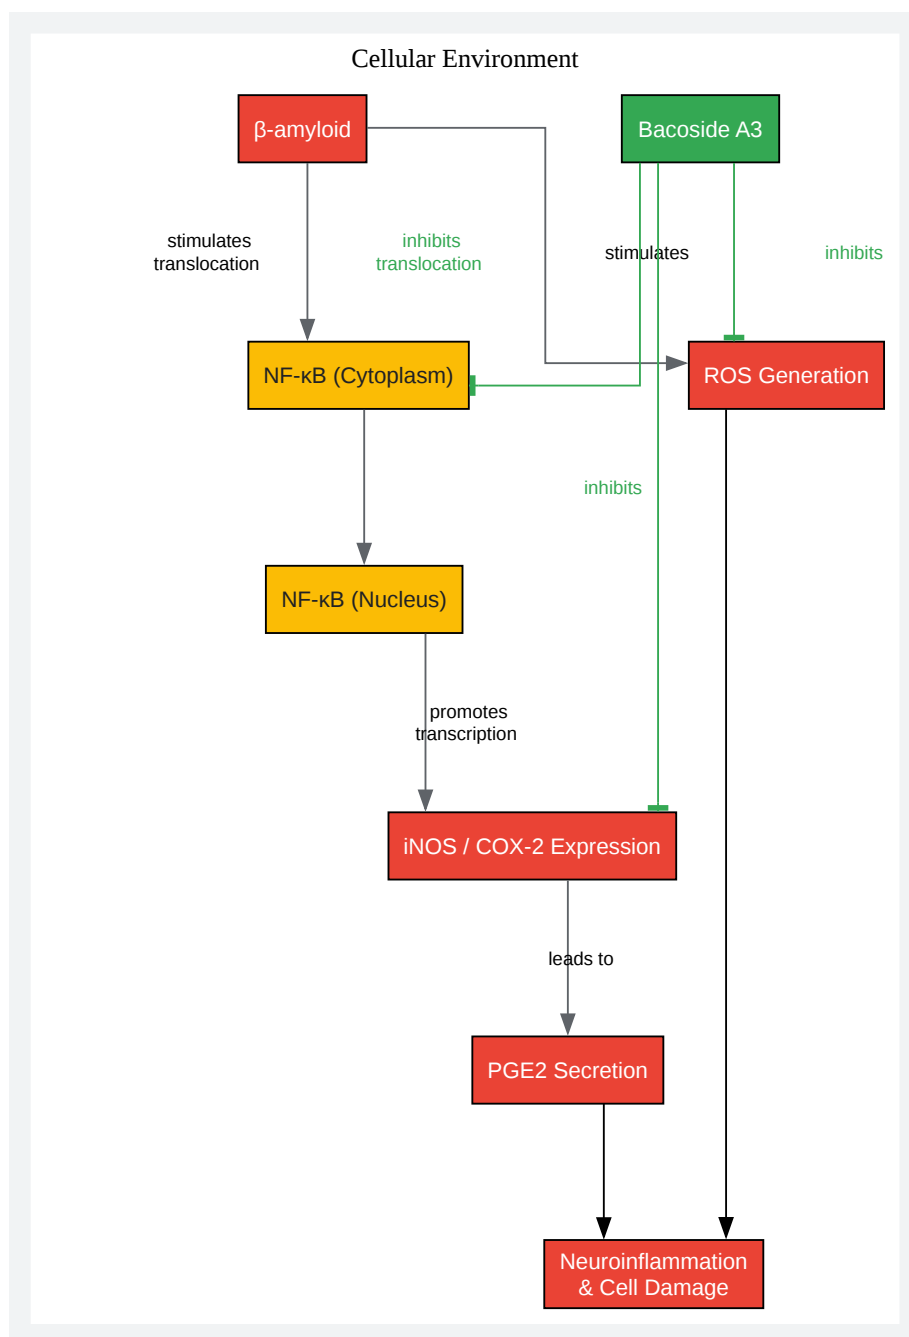 Cellular Environment
β-amyloid
Bacoside A3
stimulates
translocation
inhibits
translocation
stimulates
inhibits
NF-κB (Cytoplasm)
ROS Generation
inhibits
NF-κB (Nucleus)
promotes
transcription
iNOS / COX-2 Expression
leads to
PGE2 Secretion
Neuroinflammation
& Cell Damage